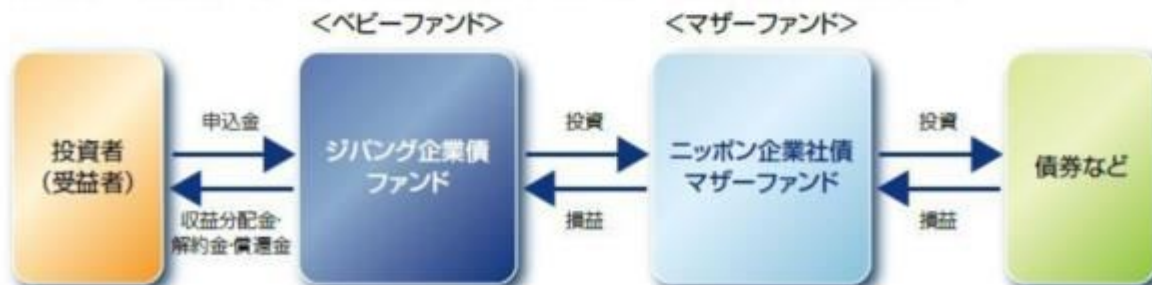 <ベビーファンド>
<マザーファンド>
投資者
(受益者)
申込金
収益分配金・
解約金・償還金
ジパング企業債
ファンド
投資
損益
ニッポン企業社債
マザーファンド
投資
損益
債券など